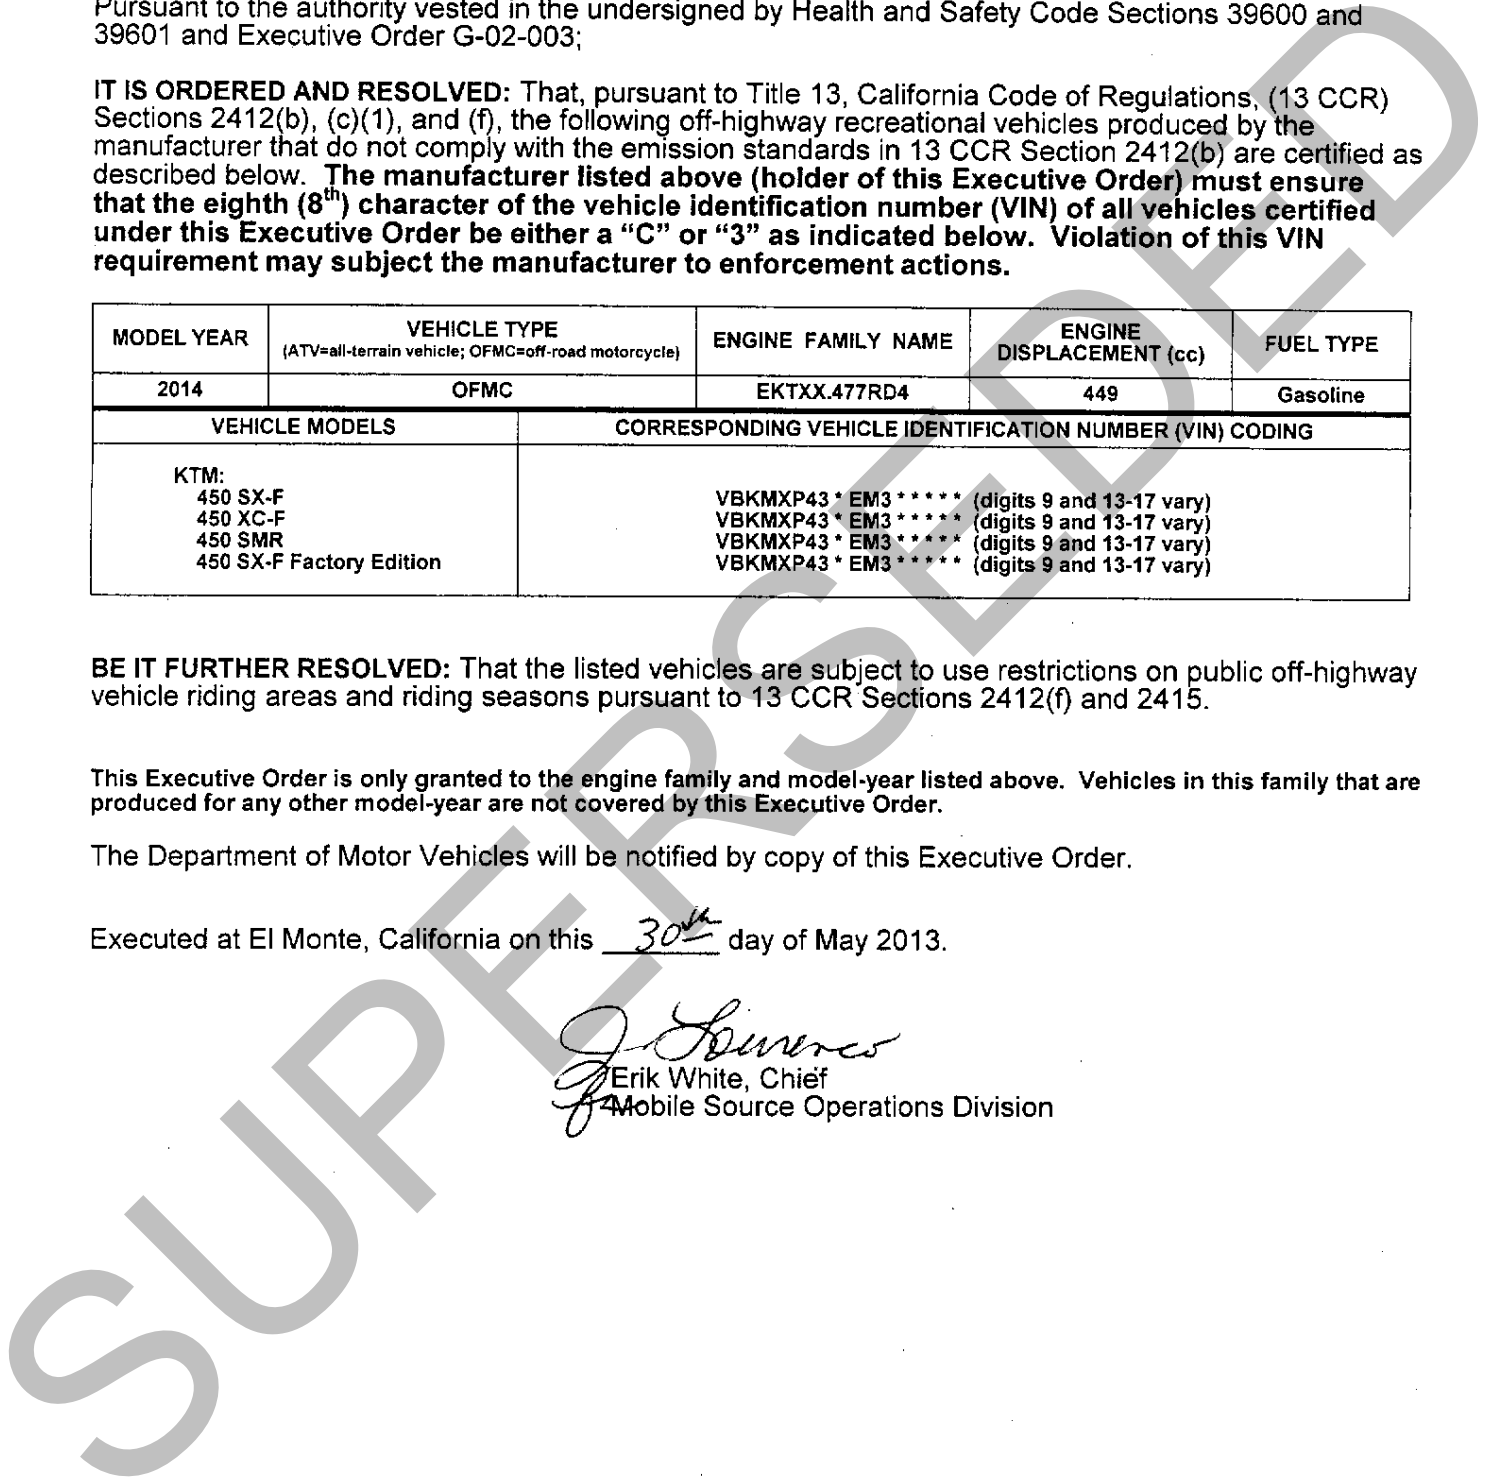 Pursuant to the authority vested in the undersigned by Health and Safety Code Sections 39600 and
39601 and Executive Order G-02-003;
IT IS ORDERED AND RESOLVED: That, pursuant to Title 13, California Code of Regulations, (13 CCR)
Sections 2412(b), (c)(1), and (f), the following off-highway recreational vehicles produced by the
manufacturer that do not comply with the emission standards in 13 CCR Section 2412(b) are certified as
described below. The manufacturer listed above (holder of this Executive Order) must ensure
that the eighth (8th) character of the vehicle identification number (VIN) of all vehicles certified
under this Executive Order be either a “C” or “3” as indicated below. Violation of this VIN
requirement may subject the manufacturer to enforcement actions.
MODEL YEAR VEHICLE TYPE (ATV=all-terrain vehicle; OFMC=off-road motorcycle) ENGINE FAMILY NAME ENGINE DISPLACEMENT (cc) FUEL TYPE
2014 OFMC EKTXX.477RD4 449 Gasoline
VEHICLE MODELS CORRESPONDING VEHICLE IDENTIFICATION NUMBER (VIN) CODING
KTM:
450 SX-F VBKMXP43 * EM3 * * * * * (digits 9 and 13-17 vary)
450 XC-F VBKMXP43 * EM3 * * * * * (digits 9 and 13-17 vary)
450 SMR VBKMXP43 * EM3 * * * * * (digits 9 and 13-17 vary)
450 SX-F Factory Edition VBKMXP43 * EM3 * * * * * (digits 9 and 13-17 vary)
BE IT FURTHER RESOLVED: That the listed vehicles are subject to use restrictions on public off-highway
vehicle riding areas and riding seasons pursuant to 13 CCR Sections 2412(f) and 2415.
This Executive Order is only granted to the engine family and model-year listed above. Vehicles in this family that are
produced for any other model-year are not covered by this Executive Order.
The Department of Motor Vehicles will be notified by copy of this Executive Order.
Executed at El Monte, California on this 30th day of May 2013.
J. Lourenco
Erik White, Chief
Mobile Source Operations Division
SUPERSEDED